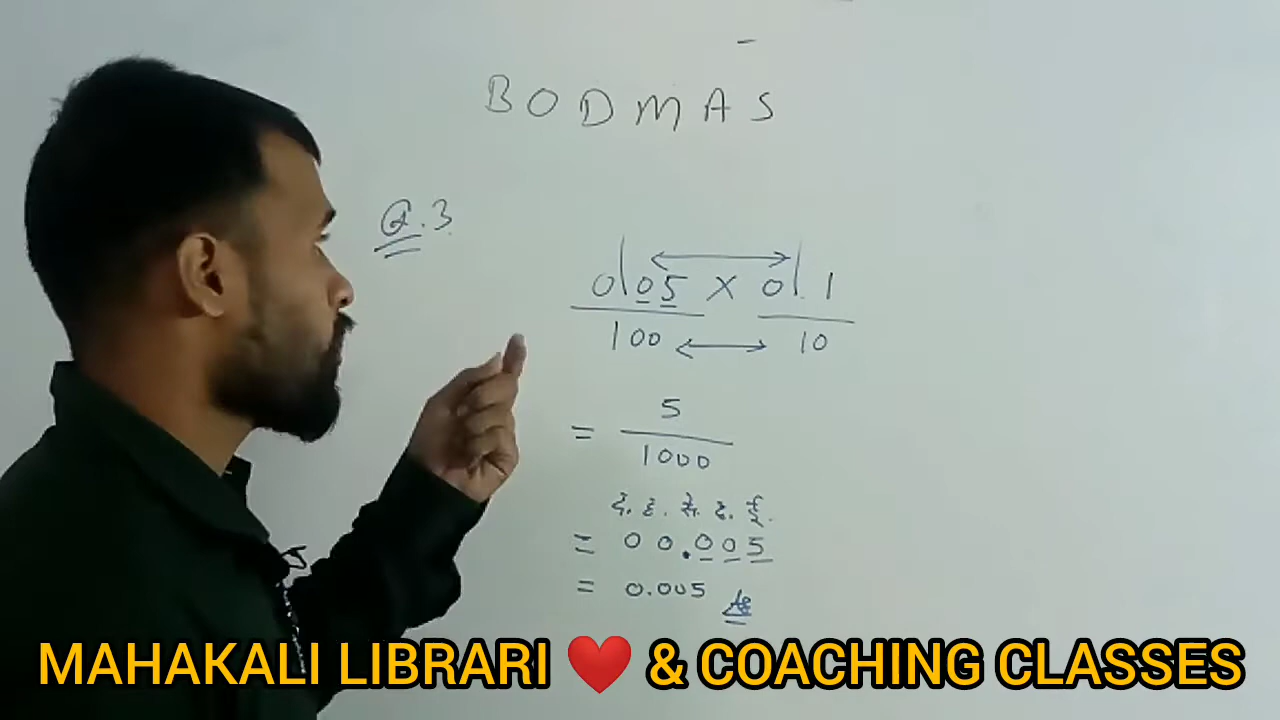 BODMAS
Q.3
0.05 × 0.1
100 10
= 5
1000
= 00.005
= 0.005
MAHAKALI LIBRARI ❤️ & COACHING CLASSES